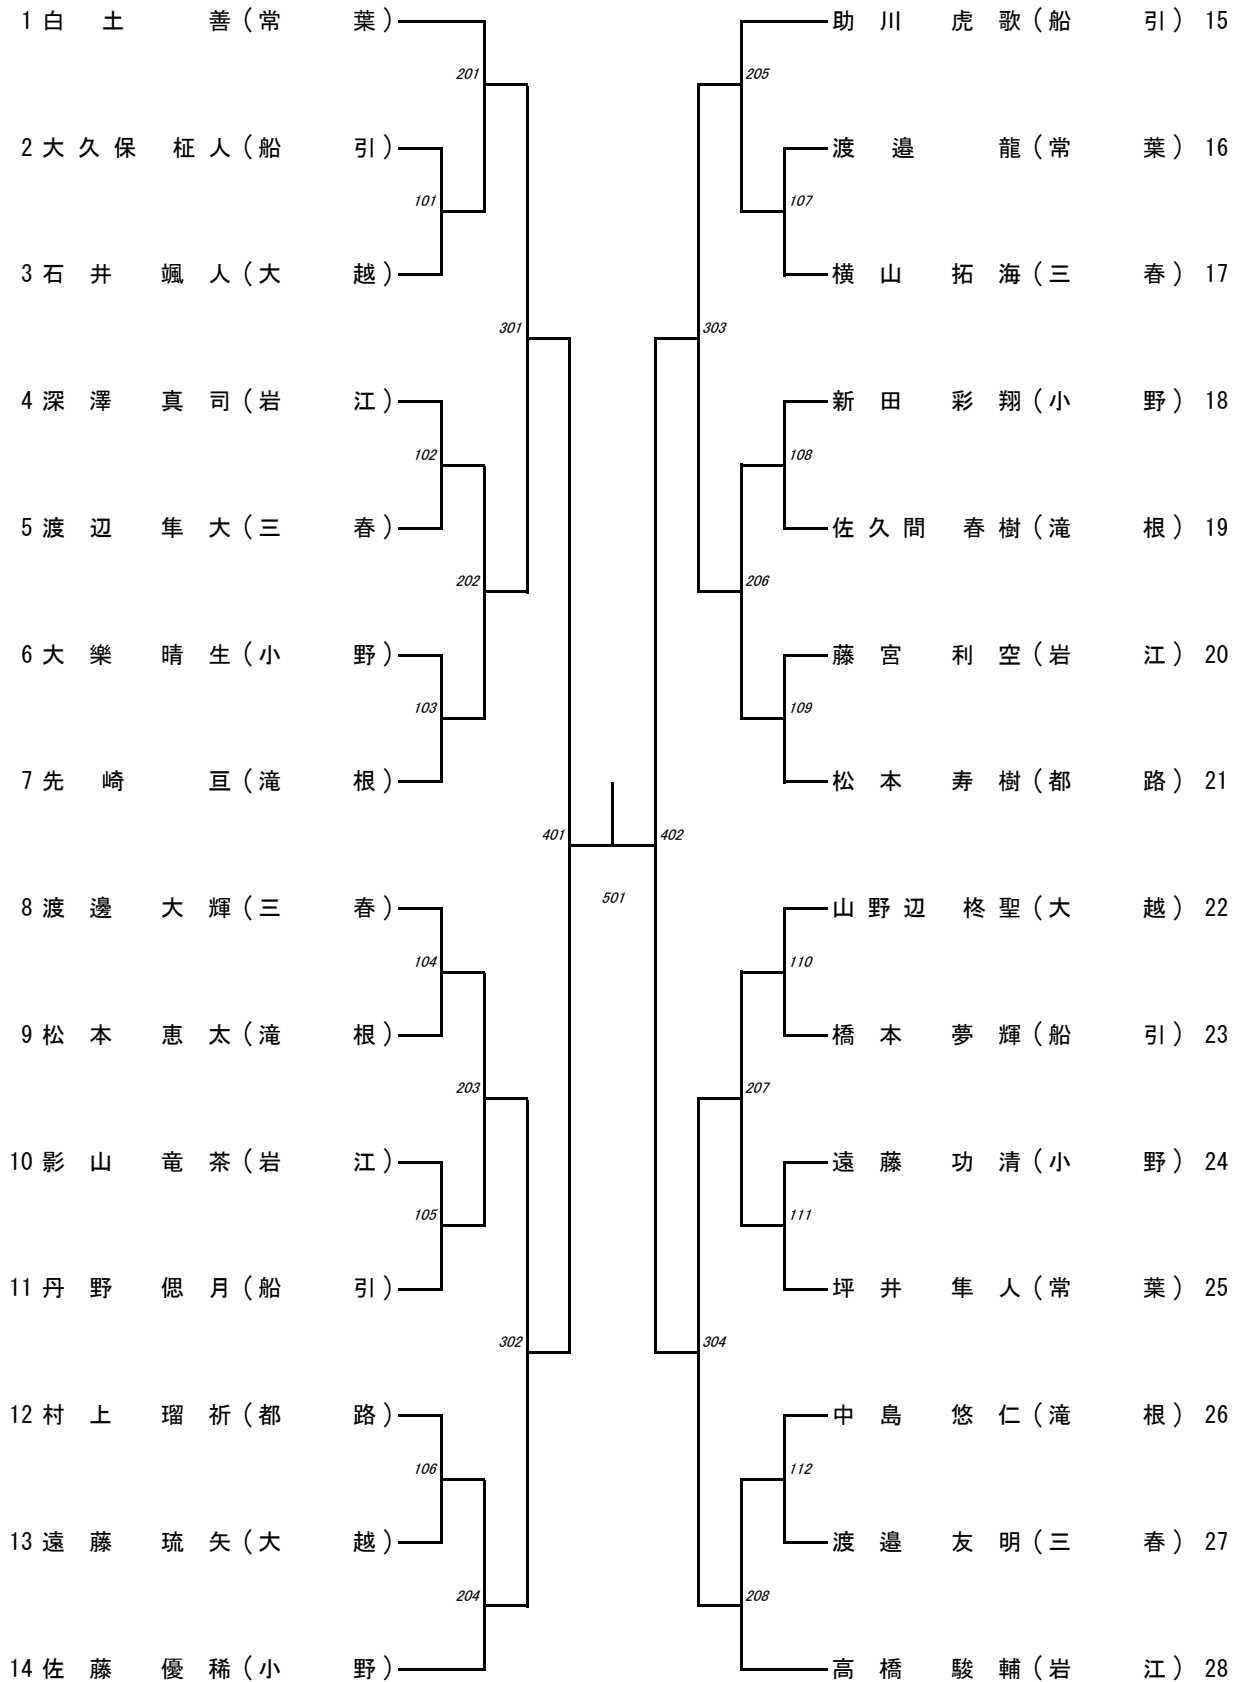 1 白土 善（常葉）
201
2 大久保 柾人（船引）
101
3 石井 颯人（大越）
301
4 深澤 真司（岩江）
102
5 渡辺 隼大（三春）
202
6 大樂 晴生（小野）
103
7 先崎 亘（滝根）
401
8 渡邊 大輝（三春）
104
9 松本 恵太（滝根）
203
10 影山 竜茶（岩江）
105
11 丹野 偲月（船引）
302
12 村上 瑠祈（都路）
106
13 遠藤 琉矢（大越）
204
14 佐藤 優稀（小野）
501
助川 虎歌（船引） 15
205
渡邉 龍（常葉） 16
107
横山 拓海（三春） 17
303
新田 彩翔（小野） 18
108
佐久間 春樹（滝根） 19
206
藤宮 利空（岩江） 20
109
松本 寿樹（都路） 21
402
山野辺 柊聖（大越） 22
110
橋本 夢輝（船引） 23
207
遠藤 功清（小野） 24
111
坪井 隼人（常葉） 25
304
中島 悠仁（滝根） 26
112
渡邉 友明（三春） 27
208
高橋 駿輔（岩江） 28